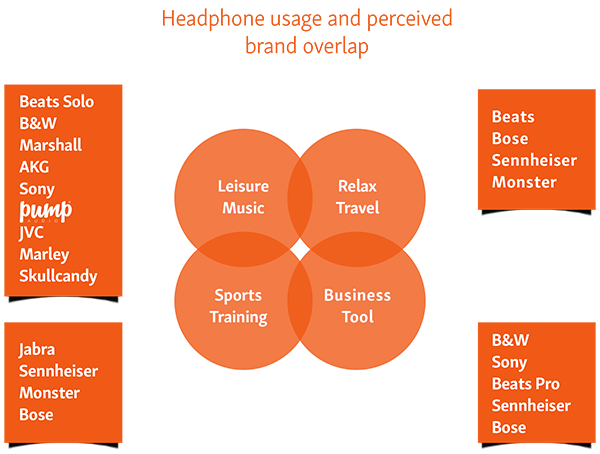 Headphone usage and perceived
brand overlap
Beats Solo
B&W
Marshall
AKG
Sony
pump
AUDIO
JVC
Marley
Skullcandy
Leisure
Music
Relax
Travel
Beats
Bose
Sennheiser
Monster
Sports
Training
Business
Tool
Jabra
Sennheiser
Monster
Bose
B&W
Sony
Beats Pro
Sennheiser
Bose